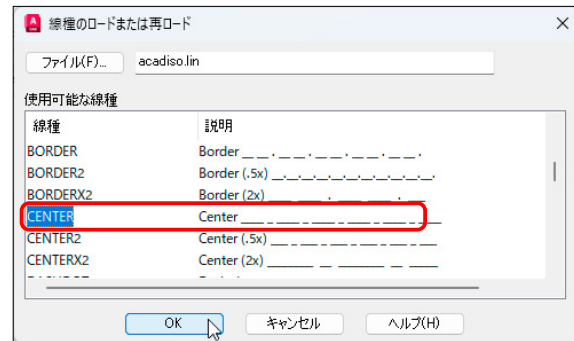 線種のロードまたは再ロード
ファイル(F)... acadiso.lin
使用可能な線種
線種 説明
BORDER Border __ __ . __ __ . __ __ . __ __ . __ __ .
BORDER2 Border (.5x) __.__.__.__.__.__.__.__.__.__.
BORDERX2 Border (2x) ____ ____ . ____ ____ . ____
CENTER Center ____ _ ____ _ ____ _ ____ _ ____ _ ____
CENTER2 Center (.5x) ___ _ ___ _ ___ _ ___ _ ___ _ ___
CENTERX2 Center (2x) ________ __ ________ __ _____
OK キャンセル ヘルプ(H)